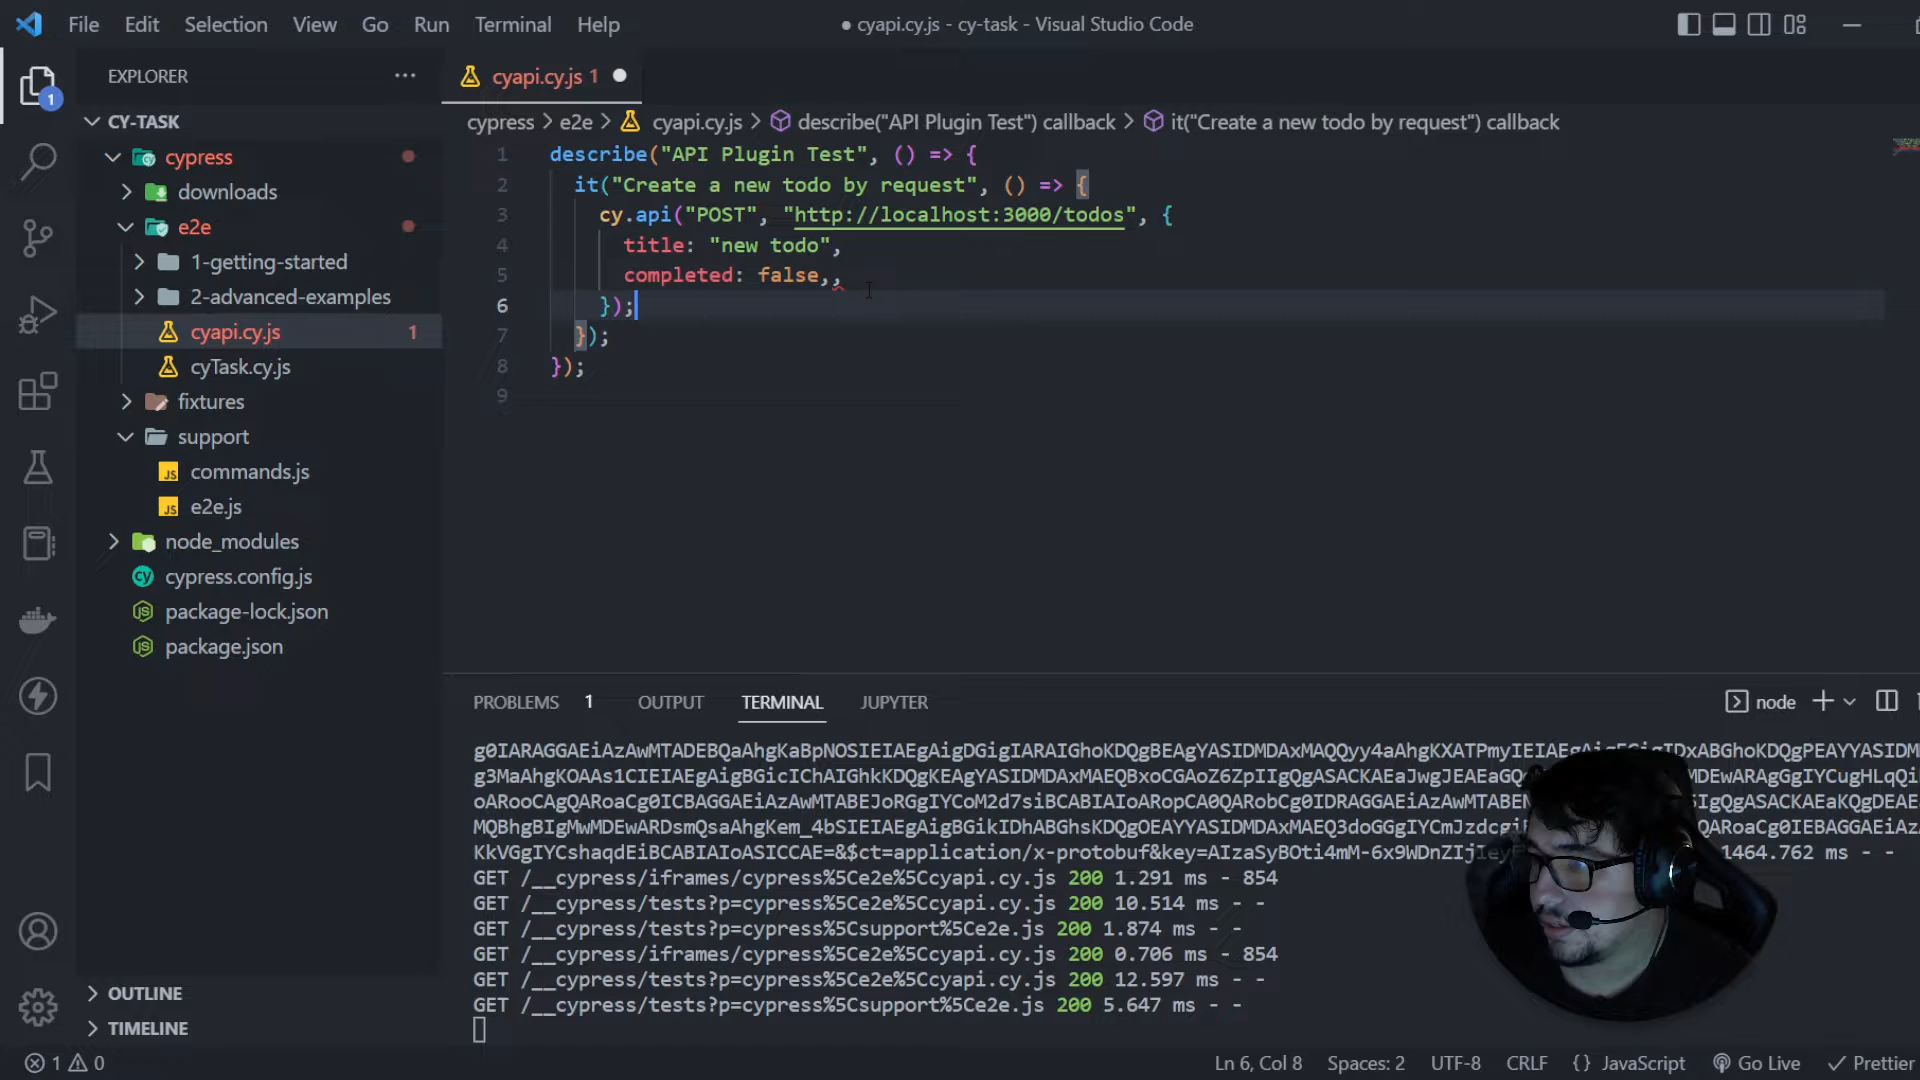 File Edit Selection View Go Run Terminal Help
● cyapi.cy.js - cy-task - Visual Studio Code
EXPLORER
cyapi.cy.js 1
1
CY-TASK
cypress
downloads
e2e
1-getting-started
2-advanced-examples
cyapi.cy.js 1
cyTask.cy.js
fixtures
support
JS commands.js
JS e2e.js
node_modules
cy cypress.config.js
package-lock.json
package.json
OUTLINE
TIMELINE
cypress > e2e > cyapi.cy.js > describe("API Plugin Test") callback > it("Create a new todo by request") callback
1 describe("API Plugin Test", () => {
2 it("Create a new todo by request", () => {
3 cy.api("POST", "http://localhost:3000/todos", {
4 title: "new todo",
5 completed: false,,
6 });
7 });
8 });
9
PROBLEMS 1 OUTPUT TERMINAL JUPYTER
node
GET /__cypress/iframes/cypress%5Ce2e%5Ccyapi.cy.js 200 1.291 ms - 854
GET /__cypress/tests?p=cypress%5Ce2e%5Ccyapi.cy.js 200 10.514 ms - -
GET /__cypress/tests?p=cypress%5Csupport%5Ce2e.js 200 1.874 ms - -
GET /__cypress/iframes/cypress%5Ce2e%5Ccyapi.cy.js 200 0.706 ms - 854
GET /__cypress/tests?p=cypress%5Ce2e%5Ccyapi.cy.js 200 12.597 ms - -
GET /__cypress/tests?p=cypress%5Csupport%5Ce2e.js 200 5.647 ms - -
1 0
Ln 6, Col 8 Spaces: 2 UTF-8 CRLF {} JavaScript Go Live Prettier